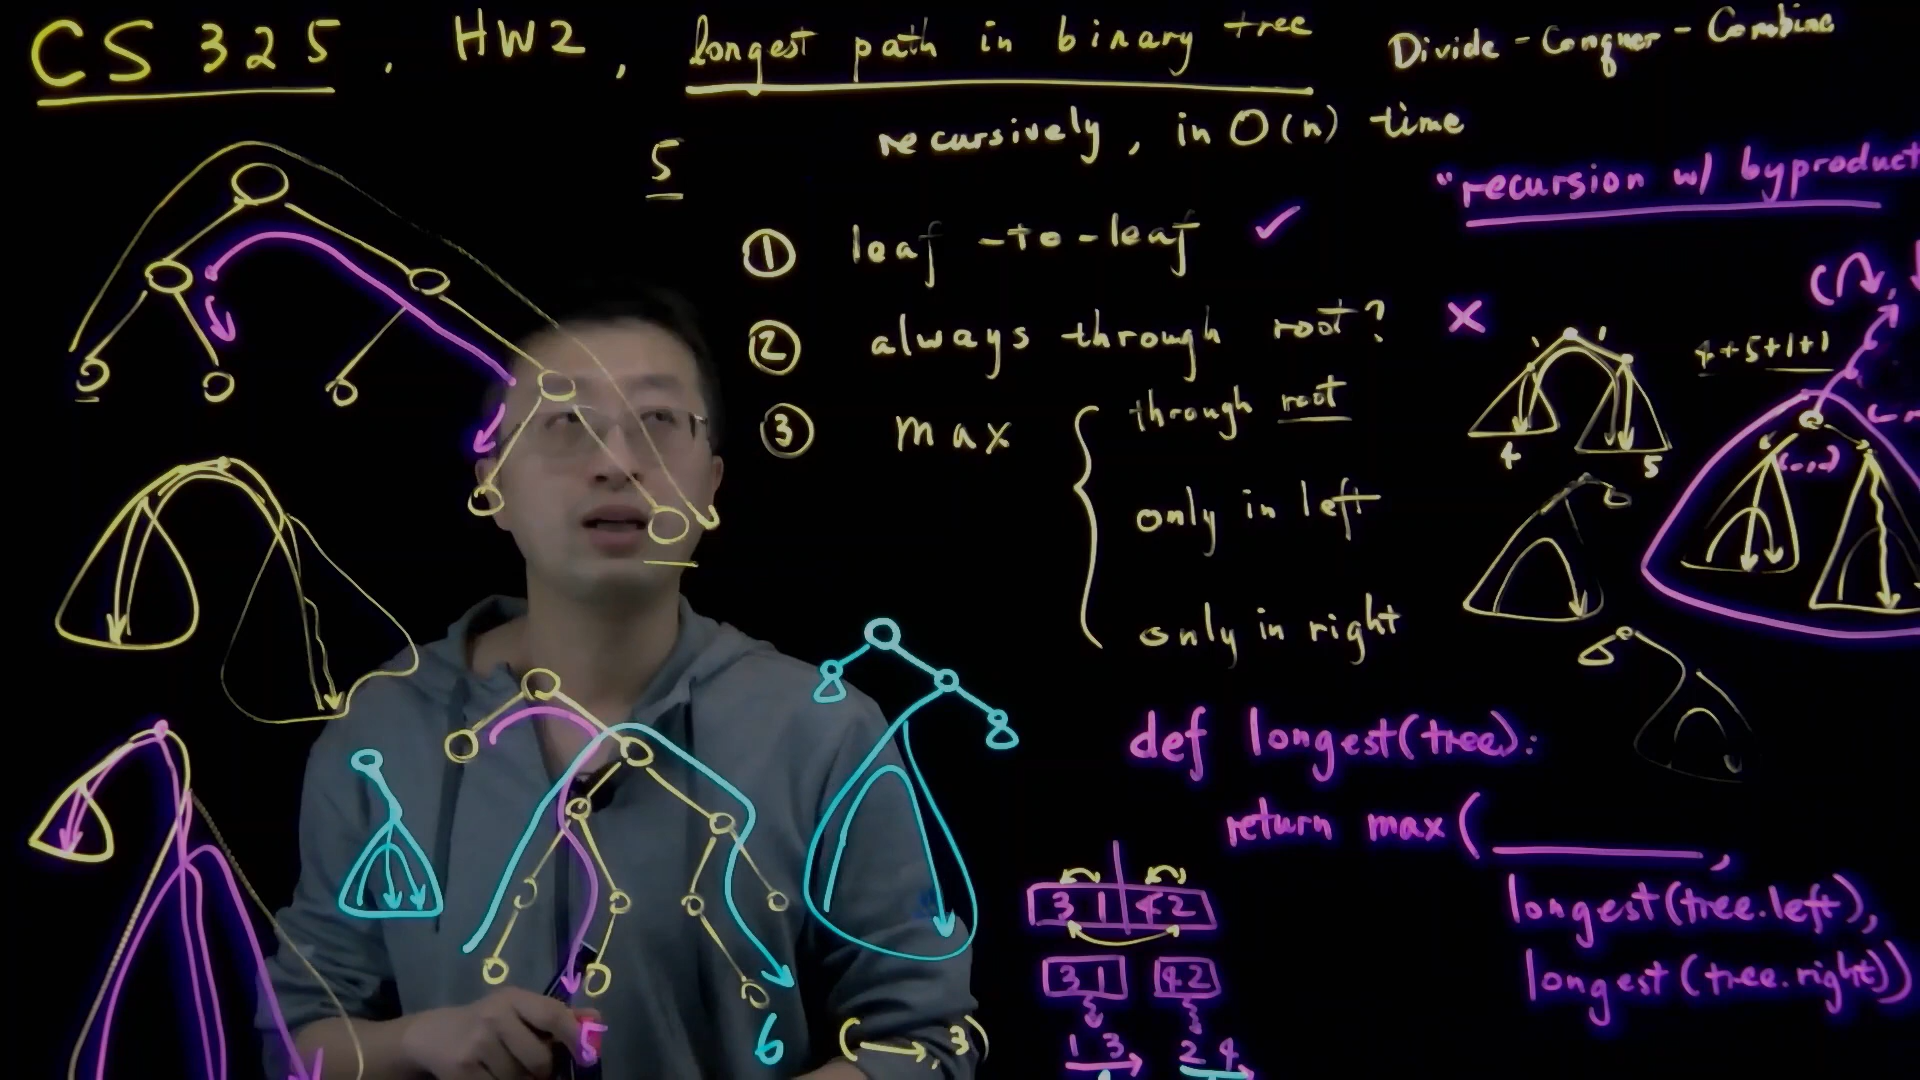 CS 325, HW2, longest path in binary tree
Divide - Conquer - Combine
recursively, in O(n) time
5
"recursion w/ byproduct
① leaf-to-leaf ✓
② always through root? ×
③ max { through root
only in left
only in right
4+5+1+1
4 5
(-,-)
def longest(tree):
return max( ______,
longest(tree.left),
longest(tree.right))
3 1 4 2
3 1 4 2
1 3 2 4
5
6
( → , 3)